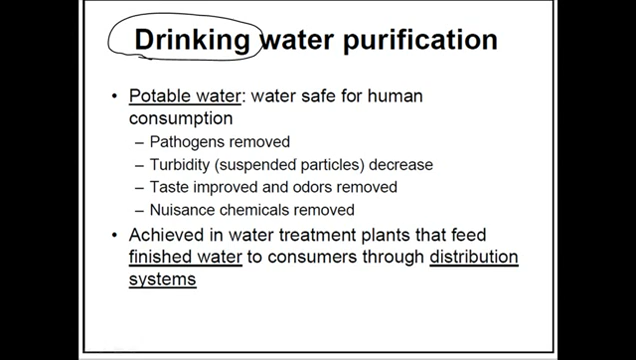 Drinking water purification
• Potable water: water safe for human
consumption
– Pathogens removed
– Turbidity (suspended particles) decrease
– Taste improved and odors removed
– Nuisance chemicals removed
• Achieved in water treatment plants that feed
finished water to consumers through distribution
systems